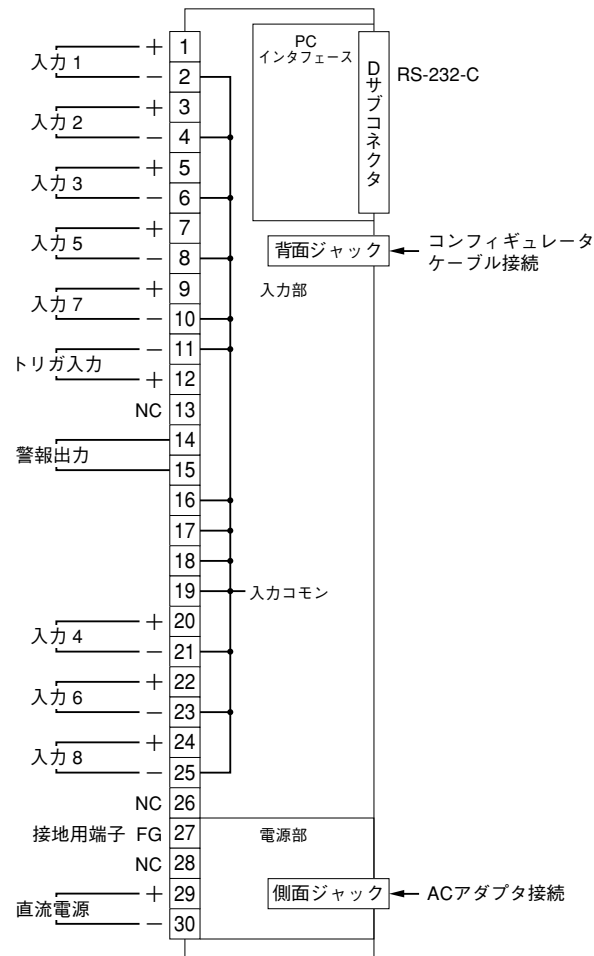 PC
インタフェース
Dサブコネクタ
RS-232-C
入力 1
+ 1
− 2
入力 2
+ 3
− 4
入力 3
+ 5
− 6
入力 5
+ 7
− 8
背面ジャック
コンフィギュレータ
ケーブル接続
入力 7
+ 9
− 10
入力部
トリガ入力
− 11
+ 12
NC 13
警報出力
14
15
16
17
18
19
入力コモン
入力 4
+ 20
− 21
入力 6
+ 22
− 23
入力 8
+ 24
− 25
NC 26
接地用端子 FG 27
電源部
NC 28
直流電源
+ 29
− 30
側面ジャック
ACアダプタ接続